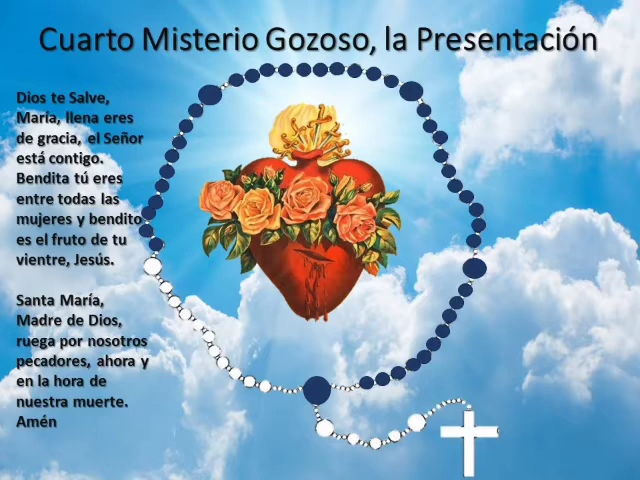 Cuarto Misterio Gozoso, la Presentación
Dios te Salve,
María, llena eres
de gracia, el Señor
está contigo.
Bendita tú eres
entre todas las
mujeres y bendito
es el fruto de tu
vientre, Jesús.
Santa María,
Madre de Dios,
ruega por nosotros
pecadores, ahora y
en la hora de
nuestra muerte.
Amén